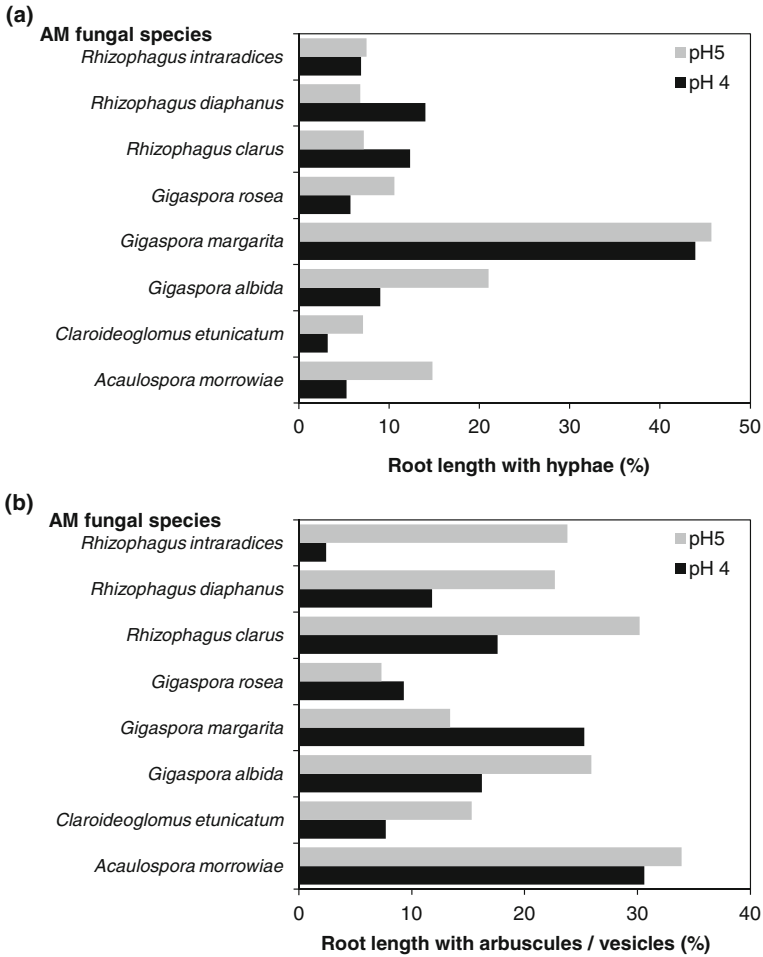 (a)
AM fungal species
Rhizophagus intraradices
Rhizophagus diaphanus
Rhizophagus clarus
Gigaspora rosea
Gigaspora margarita
Gigaspora albida
Claroideoglomus etunicatum
Acaulospora morrowiae
pH5
pH 4
0 10 20 30 40 50
Root length with hyphae (%)
(b)
AM fungal species
Rhizophagus intraradices
Rhizophagus diaphanus
Rhizophagus clarus
Gigaspora rosea
Gigaspora margarita
Gigaspora albida
Claroideoglomus etunicatum
Acaulospora morrowiae
pH5
pH 4
0 10 20 30 40
Root length with arbuscules / vesicles (%)